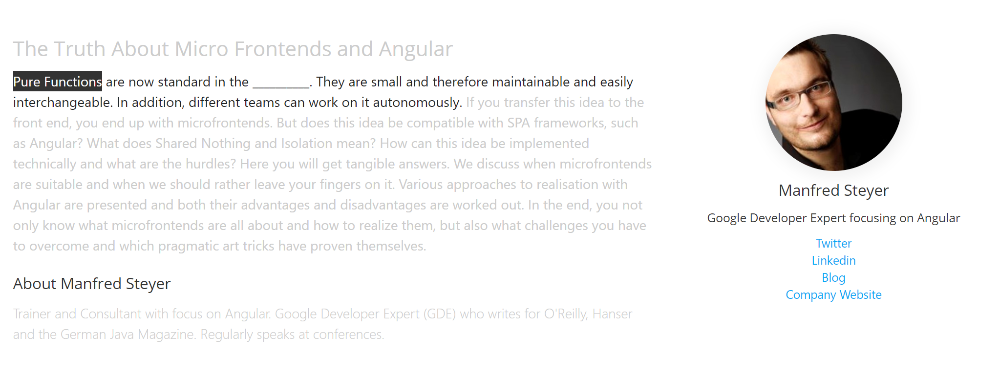 The Truth About Micro Frontends and Angular
Pure Functions are now standard in the __________. They are small and therefore maintainable and easily
interchangeable. In addition, different teams can work on it autonomously. If you transfer this idea to the
front end, you end up with microfrontends. But does this idea be compatible with SPA frameworks, such
as Angular? What does Shared Nothing and Isolation mean? How can this idea be implemented
technically and what are the hurdles? Here you will get tangible answers. We discuss when microfrontends
are suitable and when we should rather leave your fingers on it. Various approaches to realisation with
Angular are presented and both their advantages and disadvantages are worked out. In the end, you not
only know what microfrontends are all about and how to realize them, but also what challenges you have
to overcome and which pragmatic art tricks have proven themselves.
About Manfred Steyer
Trainer and Consultant with focus on Angular. Google Developer Expert (GDE) who writes for O'Reilly, Hanser
and the German Java Magazine. Regularly speaks at conferences.
Manfred Steyer
Google Developer Expert focusing on Angular
Twitter
Linkedin
Blog
Company Website